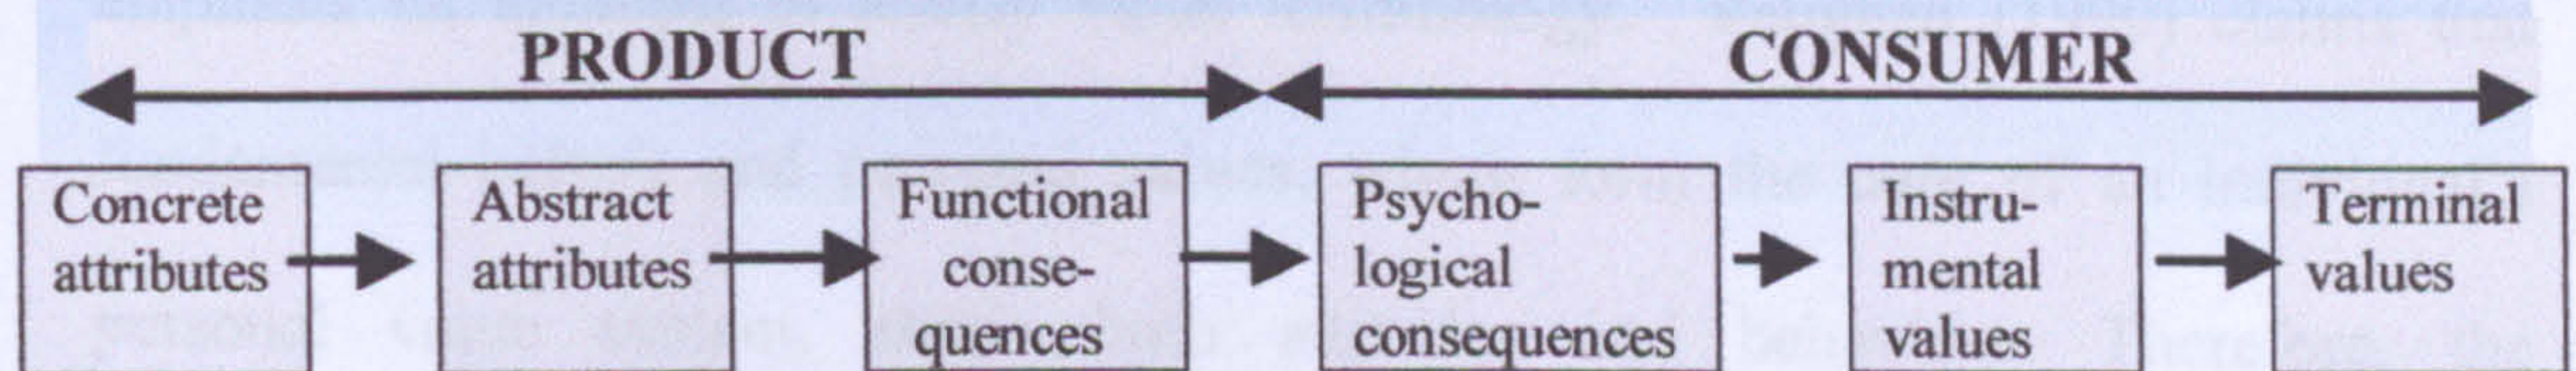 PRODUCT CONSUMER
Concrete
attributes
Abstract
attributes
Functional
conse-
quences
Psycho-
logical
consequences
Instru-
mental
values
Terminal
values